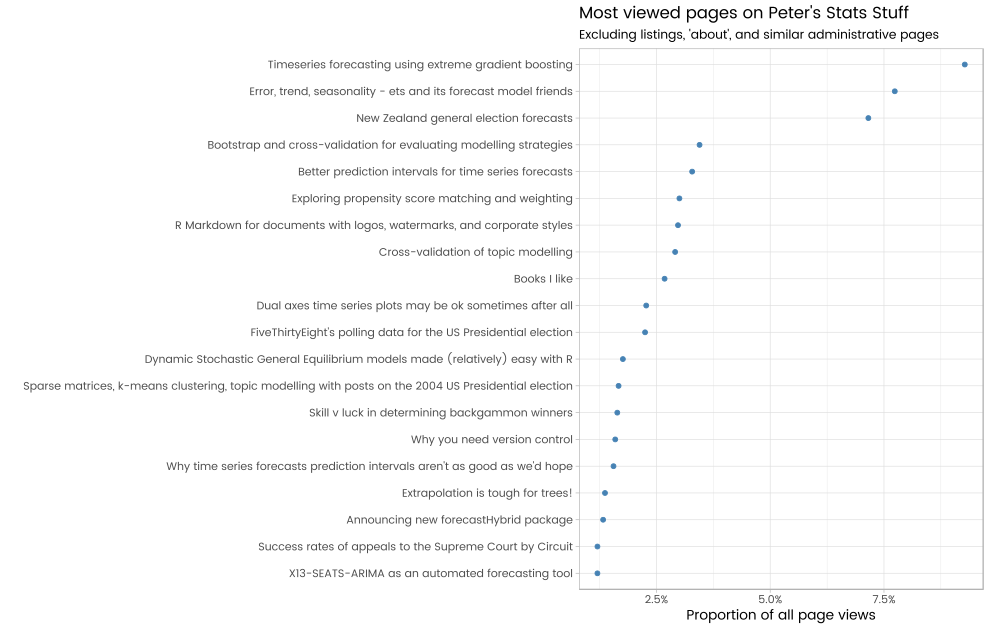 Most viewed pages on Peter's Stats Stuff
Excluding listings, 'about', and similar administrative pages
Timeseries forecasting using extreme gradient boosting
Error, trend, seasonality - ets and its forecast model friends
New Zealand general election forecasts
Bootstrap and cross-validation for evaluating modelling strategies
Better prediction intervals for time series forecasts
Exploring propensity score matching and weighting
R Markdown for documents with logos, watermarks, and corporate styles
Cross-validation of topic modelling
Books I like
Dual axes time series plots may be ok sometimes after all
FiveThirtyEight's polling data for the US Presidential election
Dynamic Stochastic General Equilibrium models made (relatively) easy with R
Sparse matrices, k-means clustering, topic modelling with posts on the 2004 US Presidential election
Skill v luck in determining backgammon winners
Why you need version control
Why time series forecasts prediction intervals aren't as good as we'd hope
Extrapolation is tough for trees!
Announcing new forecastHybrid package
Success rates of appeals to the Supreme Court by Circuit
X13-SEATS-ARIMA as an automated forecasting tool
2.5% 5.0% 7.5%
Proportion of all page views